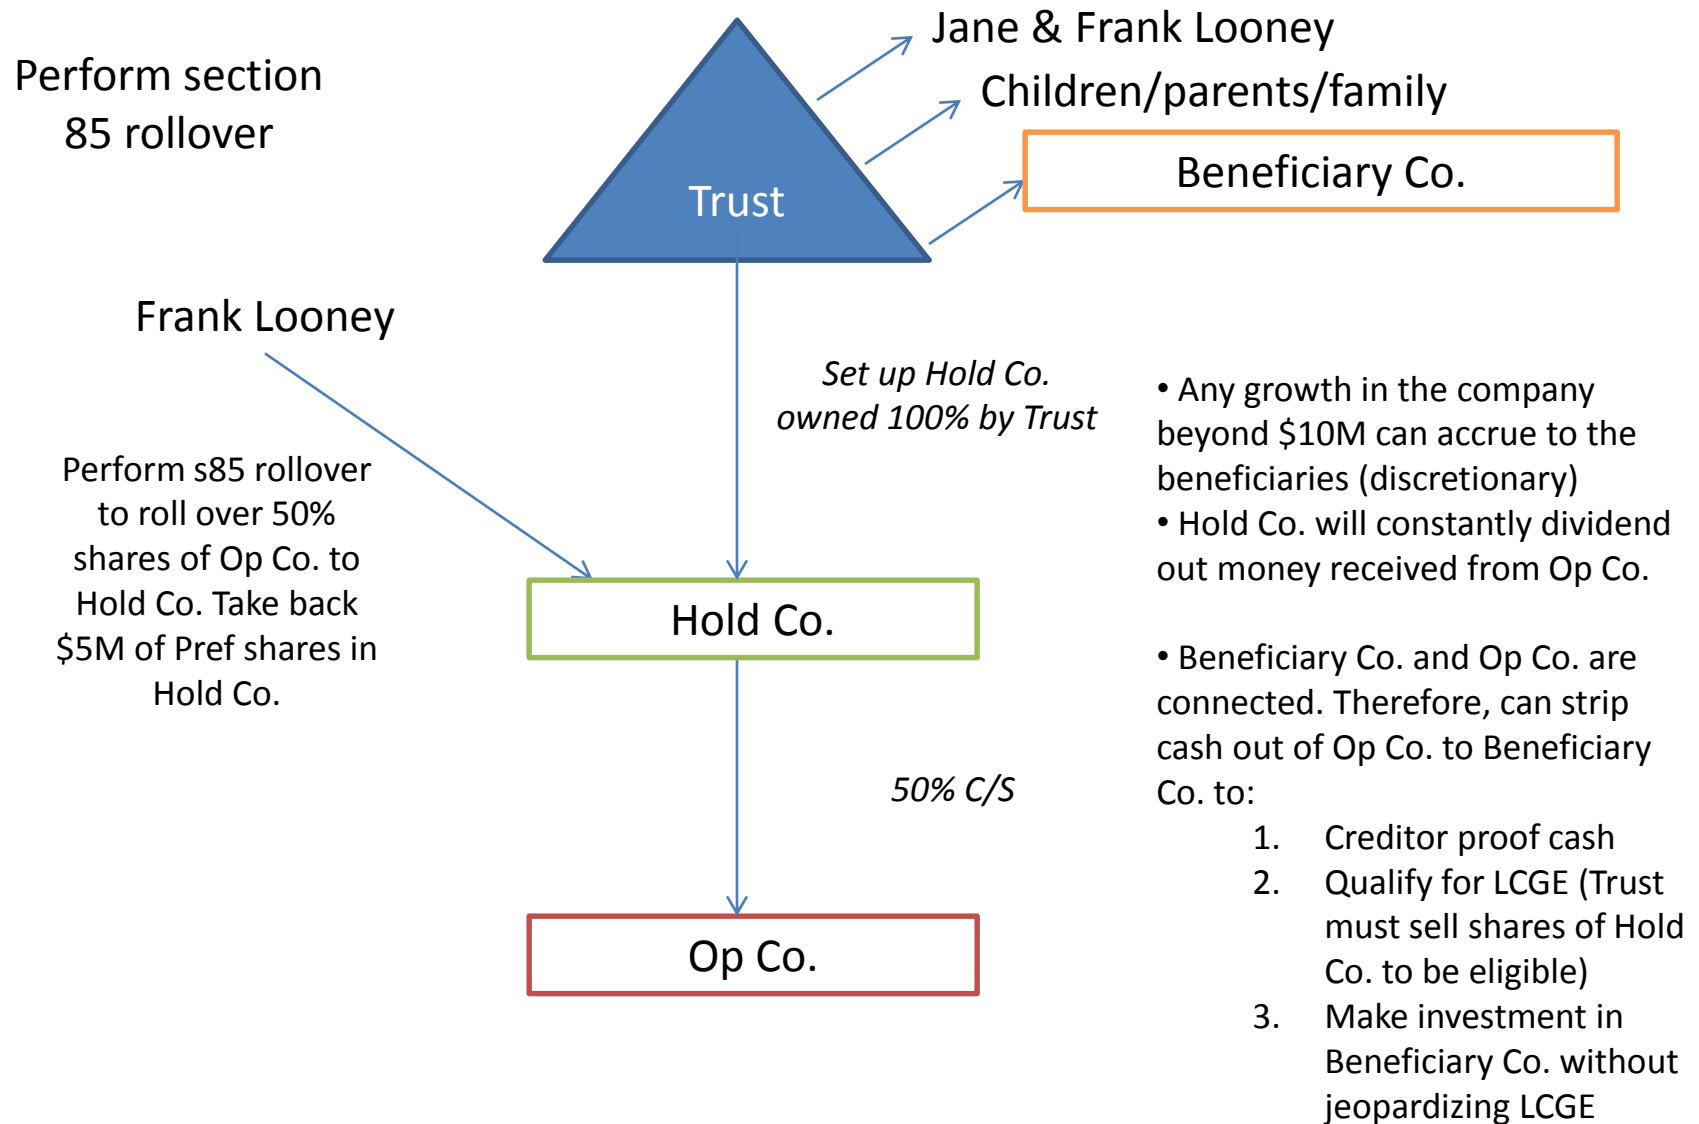 Perform section
85 rollover
Jane & Frank Looney
Children/parents/family
Beneficiary Co.
Trust
Frank Looney
Set up Hold Co.
owned 100% by Trust
Perform s85 rollover
to roll over 50%
shares of Op Co. to
Hold Co. Take back
$5M of Pref shares in
Hold Co.
Hold Co.
50% C/S
Op Co.
• Any growth in the company
beyond $10M can accrue to the
beneficiaries (discretionary)
• Hold Co. will constantly dividend
out money received from Op Co.
• Beneficiary Co. and Op Co. are
connected. Therefore, can strip
cash out of Op Co. to Beneficiary
Co. to:
1. Creditor proof cash
2. Qualify for LCGE (Trust
must sell shares of Hold
Co. to be eligible)
3. Make investment in
Beneficiary Co. without
jeopardizing LCGE